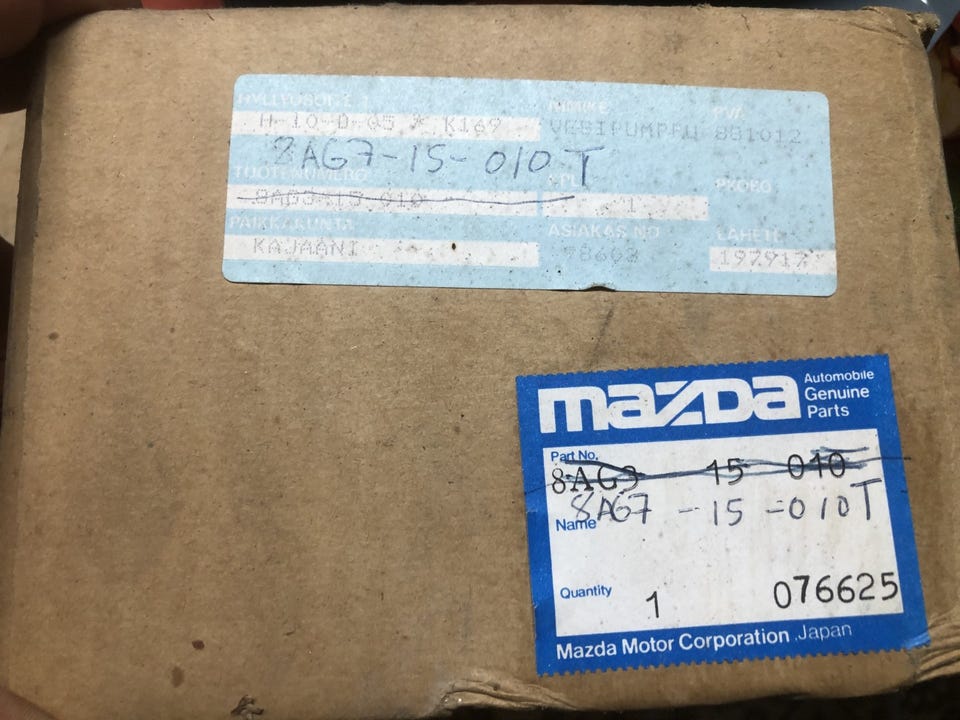 HYLLYOSOITE
H-10-D-05 * K169
NIMIKE
VESIPUMPPU
PVM
881012
8AG7-15-010T
TUOTENUMERO
8AG3 15 010
KPL
1
PKOKO
PAIKKAKUNTA
KAJAANI
ASIAKAS NO
78603
LÄHETE
197917
mazda
Automobile
Genuine
Parts
Part No.
8AG3 15 010
8AG7 - 15 -010T
Name
Quantity
1
076625
Mazda Motor Corporation Japan